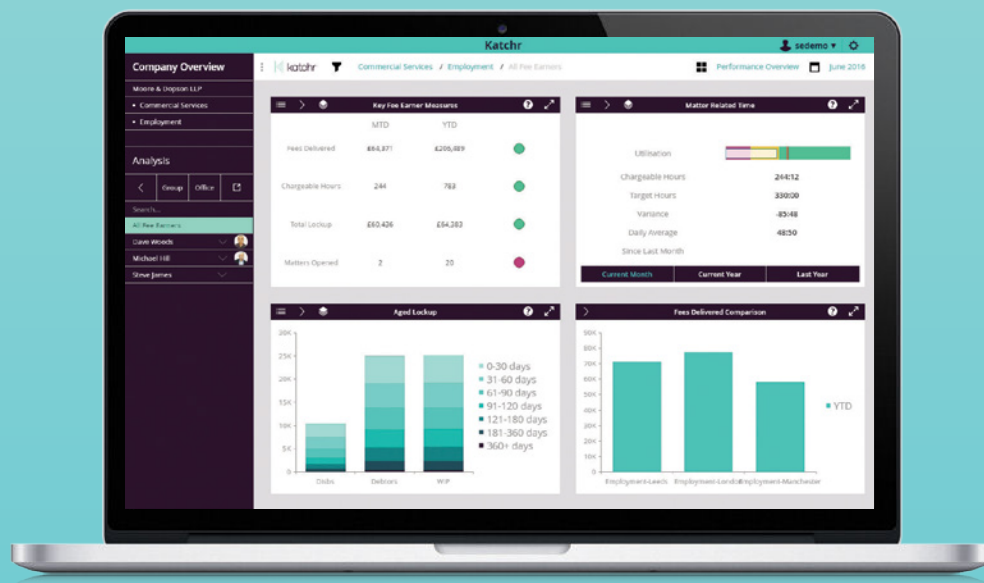 Katchr
sedemo
Company Overview
katchr
Commercial Services / Employment / All Fee Earners
Performance Overview
June 2016
Moore & Dopson LLP
• Commercial Services
• Employment
Analysis
Group
Office
Search...
All Fee Earners
Dave Woods
Michael Hill
Steve James
Key Fee Earner Measures
MTD YTD
Fees Delivered £64,371
Chargeable Hours 244 783
Total Lockup £60,426
Matters Opened 2 20
Matter Related Time
Utilisation
Chargeable Hours 244:12
Target Hours 330:00
Variance -85:48
Daily Average 48:50
Since Last Month
Current Month Current Year Last Year
Aged Lockup
30K
25K
20K
15K
10K
5K
0
Disbs Debtors WIP
0-30 days
31-60 days
61-90 days
91-120 days
121-180 days
181-360 days
360+ days
Fees Delivered Comparison
90K
80K
70K
60K
50K
40K
30K
20K
10K
0
Employment-Leeds Employment-London Employment-Manchester
YTD